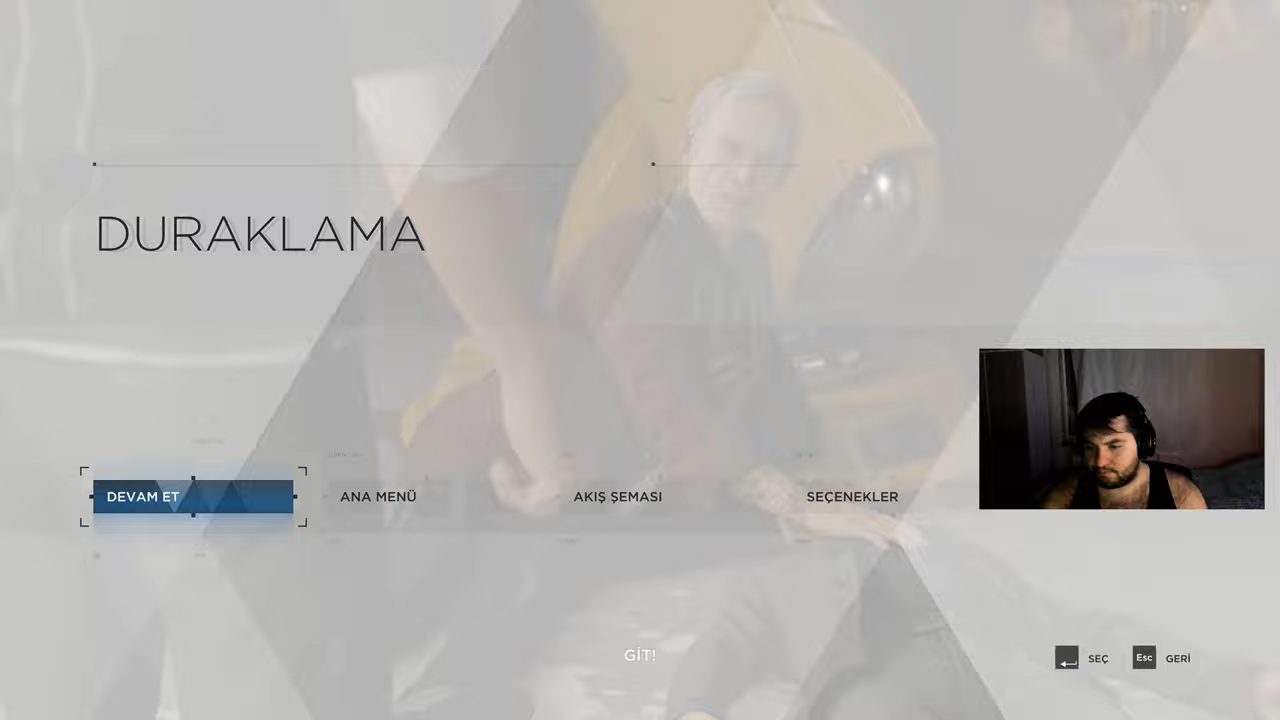 DURAKLAMA
DEVAM ET
ANA MENÜ
AKIŞ ŞEMASI
SEÇENEKLER
GİT!
SEÇ
Esc
GERİ